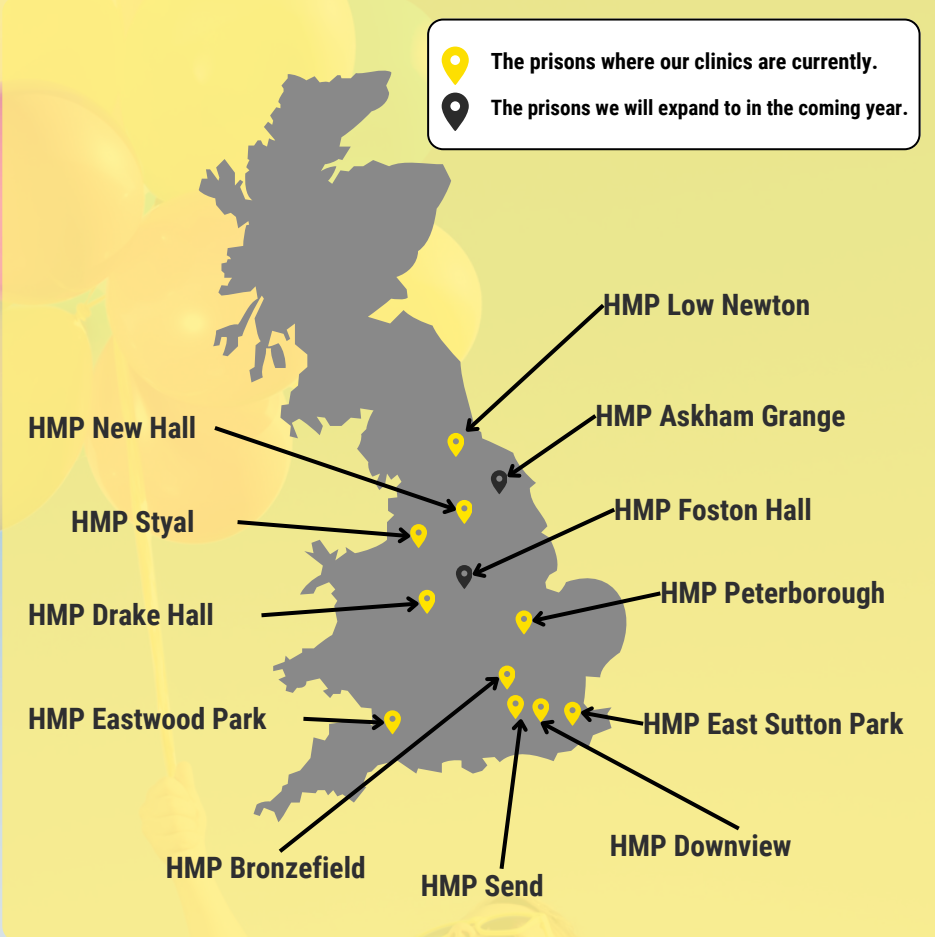 The prisons where our clinics are currently.
The prisons we will expand to in the coming year.
HMP Low Newton
HMP Askham Grange
HMP New Hall
HMP Foston Hall
HMP Styal
HMP Peterborough
HMP Drake Hall
HMP Eastwood Park
HMP East Sutton Park
HMP Downview
HMP Bronzefield
HMP Send